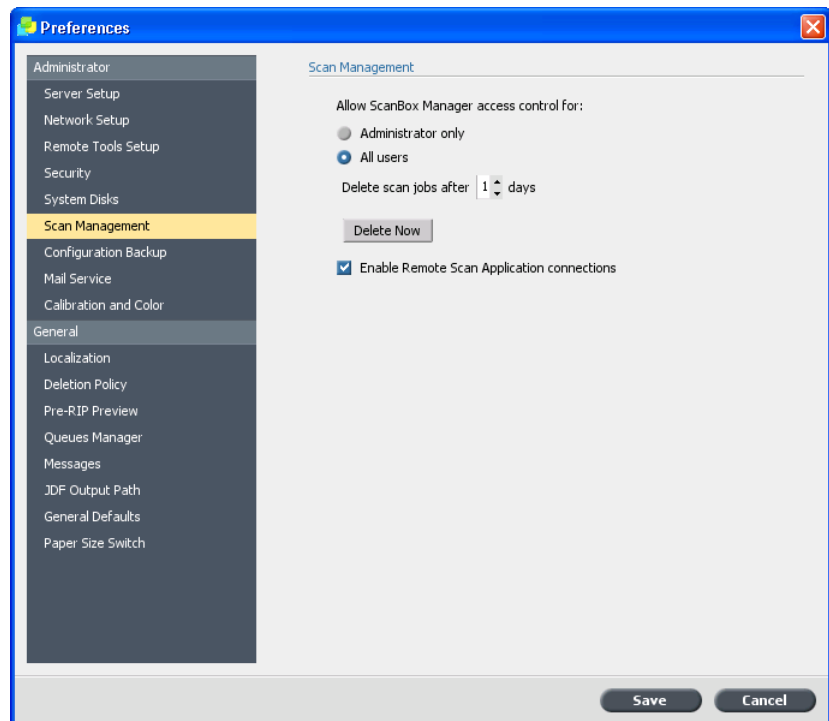 Preferences
Administrator
Server Setup
Network Setup
Remote Tools Setup
Security
System Disks
Scan Management
Configuration Backup
Mail Service
Calibration and Color
General
Localization
Deletion Policy
Pre-RIP Preview
Queues Manager
Messages
JDF Output Path
General Defaults
Paper Size Switch
Scan Management
Allow ScanBox Manager access control for:
Administrator only
All users
Delete scan jobs after 1 days
Delete Now
Enable Remote Scan Application connections
Save
Cancel